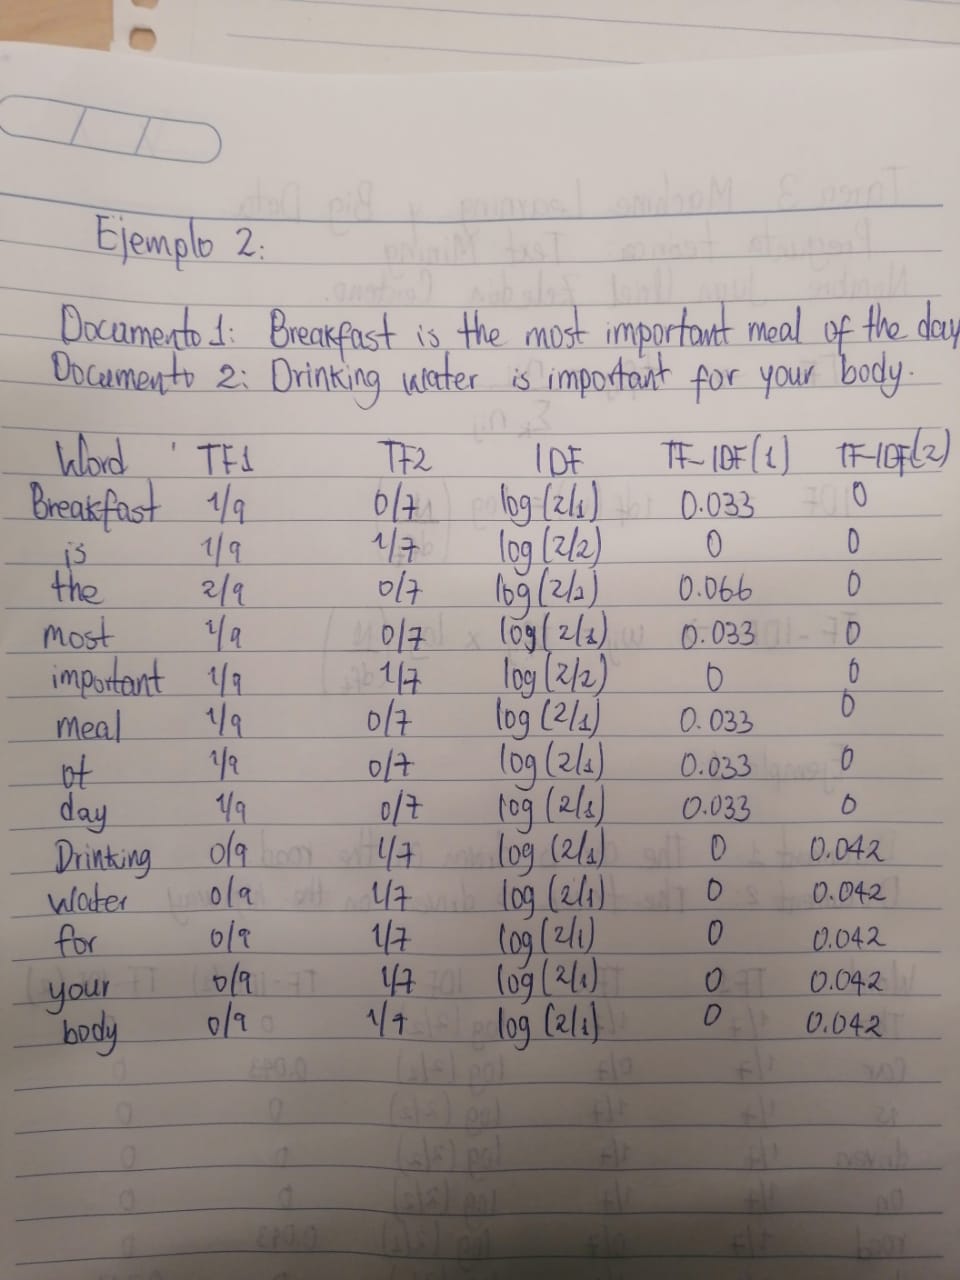 Ejemplo 2:
Documento 1: Breakfast is the most important meal of the day
Documento 2: Drinking water is important for your body.
Word TF1 TF2 IDF TF-IDF(1) TF-IDF(2)
Breakfast 1/9 0/7 log(2/1) 0.033 0
is 1/9 1/7 log(2/2) 0 0
the 2/9 0/7 log(2/1) 0.066 0
most 1/9 0/7 log(2/1) 0.033 0
important 1/9 1/7 log(2/2) 0 0
meal 1/9 0/7 log(2/1) 0.033 0
of 1/9 0/7 log(2/1) 0.033 0
day 1/9 0/7 log(2/1) 0.033 0
Drinking 0/9 1/7 log(2/1) 0 0.042
water 0/9 1/7 log(2/1) 0 0.042
for 0/9 1/7 log(2/1) 0 0.042
your 0/9 1/7 log(2/1) 0 0.042
body 0/9 1/7 log(2/1) 0 0.042